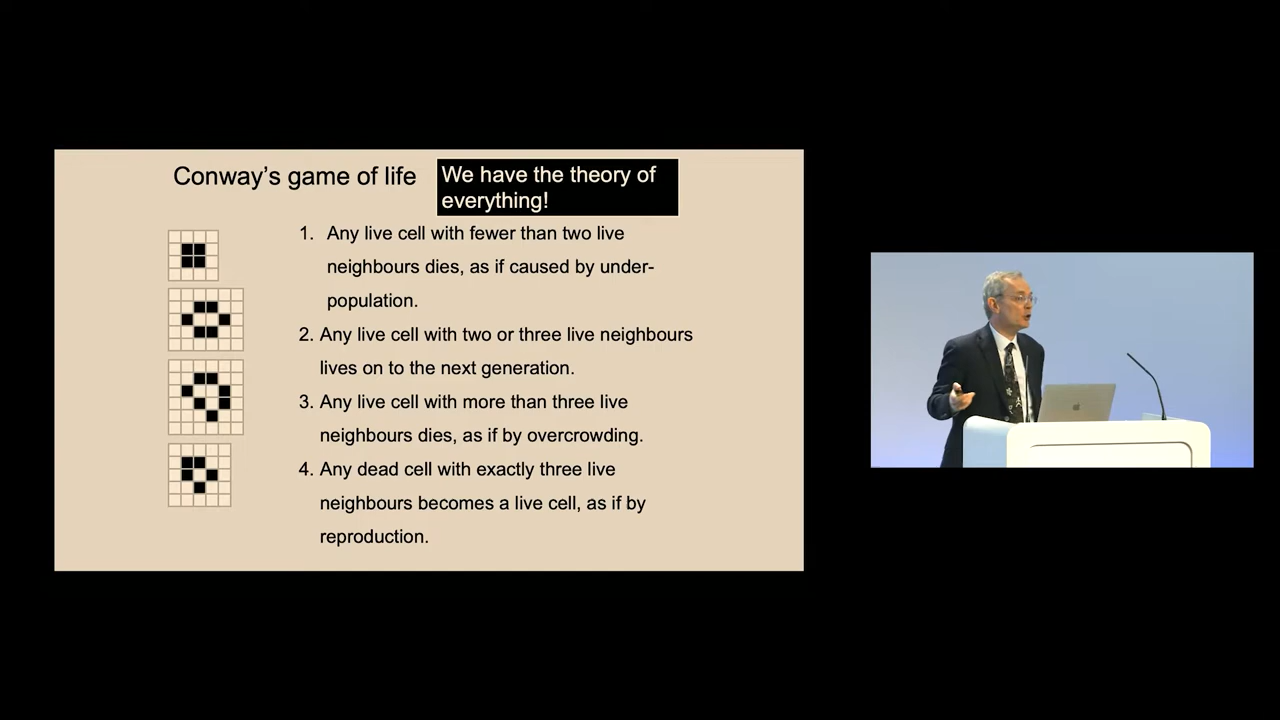 Conway's game of life
We have the theory of
everything!
1. Any live cell with fewer than two live
neighbours dies, as if caused by under-
population.
2. Any live cell with two or three live neighbours
lives on to the next generation.
3. Any live cell with more than three live
neighbours dies, as if by overcrowding.
4. Any dead cell with exactly three live
neighbours becomes a live cell, as if by
reproduction.